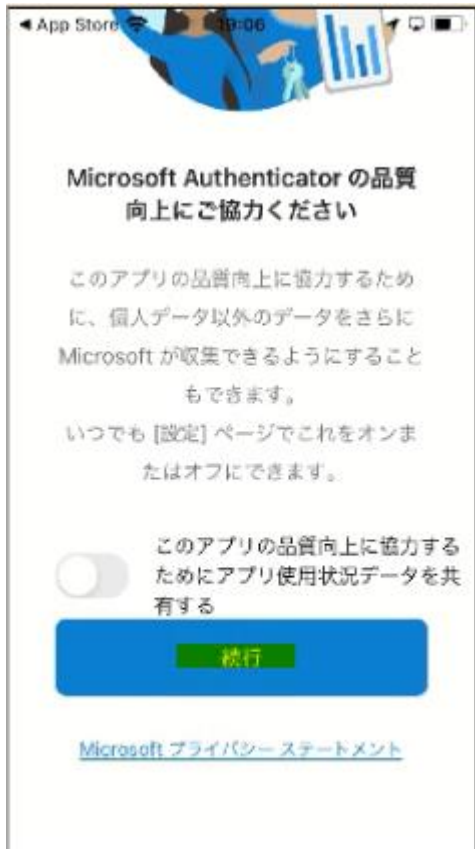 ◀ App Store 19:06
Microsoft Authenticator の品質
向上にご協力ください
このアプリの品質向上に協力するため
に、個人データ以外のデータをさらに
Microsoft が収集できるようにすること
もできます。
いつでも [設定] ページでこれをオンま
たはオフにできます。
このアプリの品質向上に協力する
ためにアプリ使用状況データを共
有する
続行
Microsoft プライバシー ステートメント